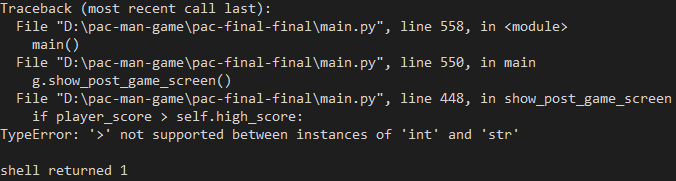 Traceback (most recent call last):
  File "D:\pac-man-game\pac-final-final\main.py", line 558, in <module>
    main()
  File "D:\pac-man-game\pac-final-final\main.py", line 550, in main
    g.show_post_game_screen()
  File "D:\pac-man-game\pac-final-final\main.py", line 448, in show_post_game_screen
    if player_score > self.high_score:
TypeError: '>' not supported between instances of 'int' and 'str'

shell returned 1